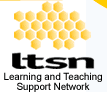 ltsn
Learning and Teaching
Support Network